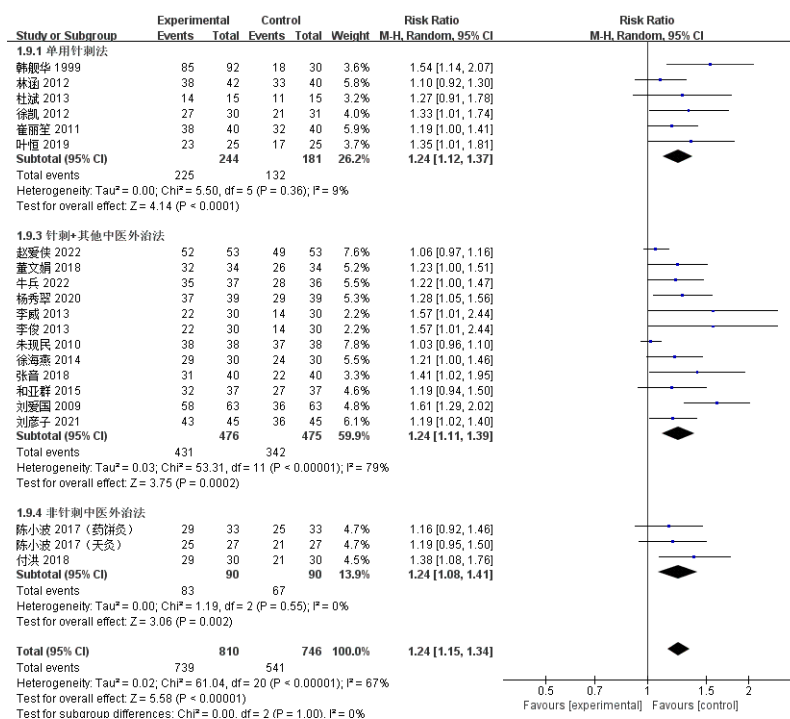 Experimental Control Risk Ratio Risk Ratio
Study or Subgroup Events Total Events Total Weight M-H, Random, 95% CI M-H, Random, 95% CI
1.9.1 单用针刺法
韩舰华 1999 85 92 18 30 3.6% 1.54 [1.14, 2.07]
林涵 2012 38 42 33 40 6.0% 1.10 [0.92, 1.30]
杜斌 2013 14 15 11 15 3.0% 1.27 [0.91, 1.78]
徐凯 2012 27 30 21 31 4.0% 1.33 [1.01, 1.74]
崔丽笙 2011 38 40 32 40 6.0% 1.19 [1.00, 1.41]
叶恒 2019 23 25 17 25 3.7% 1.35 [1.01, 1.81]
Subtotal (95% CI) 244 181 26.2% 1.24 [1.12, 1.37]
Total events 225 132
Heterogeneity: Tau² = 0.00; Chi² = 5.50, df = 5 (P = 0.36); I² = 9%
Test for overall effect: Z = 4.14 (P < 0.0001)
1.9.3 针刺+其他中医外治法
赵爱侠 2022 52 53 49 53 7.6% 1.06 [0.97, 1.16]
董文娟 2018 32 34 26 34 5.2% 1.23 [1.00, 1.51]
牛兵 2022 35 37 28 36 5.5% 1.22 [1.00, 1.47]
杨秀翠 2020 37 39 29 39 5.3% 1.28 [1.05, 1.56]
李威 2013 22 30 14 30 2.2% 1.57 [1.01, 2.44]
李俊 2013 22 30 14 30 2.2% 1.57 [1.01, 2.44]
朱现民 2010 38 38 37 38 8.0% 1.03 [0.96, 1.10]
徐海燕 2014 29 30 24 30 5.5% 1.21 [1.00, 1.46]
张音 2018 31 40 22 40 3.3% 1.41 [1.02, 1.95]
和亚群 2015 32 37 27 37 4.6% 1.19 [0.94, 1.50]
刘爱国 2009 58 63 36 63 4.8% 1.61 [1.29, 2.02]
刘彦子 2021 43 45 36 45 6.3% 1.19 [1.02, 1.40]
Subtotal (95% CI) 476 475 59.9% 1.24 [1.11, 1.39]
Total events 431 342
Heterogeneity: Tau² = 0.03; Chi² = 53.31, df = 11 (P < 0.00001); I² = 79%
Test for overall effect: Z = 3.75 (P = 0.0002)
1.9.4 非针刺中医外治法
陈小波 2017（药饼灸） 29 33 25 33 4.7% 1.16 [0.92, 1.46]
陈小波 2017（天灸） 25 27 21 27 4.7% 1.19 [0.95, 1.50]
付洪 2018 29 30 21 30 4.5% 1.38 [1.08, 1.76]
Subtotal (95% CI) 90 90 13.9% 1.24 [1.08, 1.41]
Total events 83 67
Heterogeneity: Tau² = 0.00; Chi² = 1.19, df = 2 (P = 0.55); I² = 0%
Test for overall effect: Z = 3.06 (P = 0.002)
Total (95% CI) 810 746 100.0% 1.24 [1.15, 1.34]
Total events 739 541
Heterogeneity: Tau² = 0.02; Chi² = 61.04, df = 20 (P < 0.00001); I² = 67%
Test for overall effect: Z = 5.58 (P < 0.00001)
Test for subgroup differences: Chi² = 0.00, df = 2 (P = 1.00), I² = 0%
0.5 0.7 1 1.5 2
Favours [experimental] Favours [control]